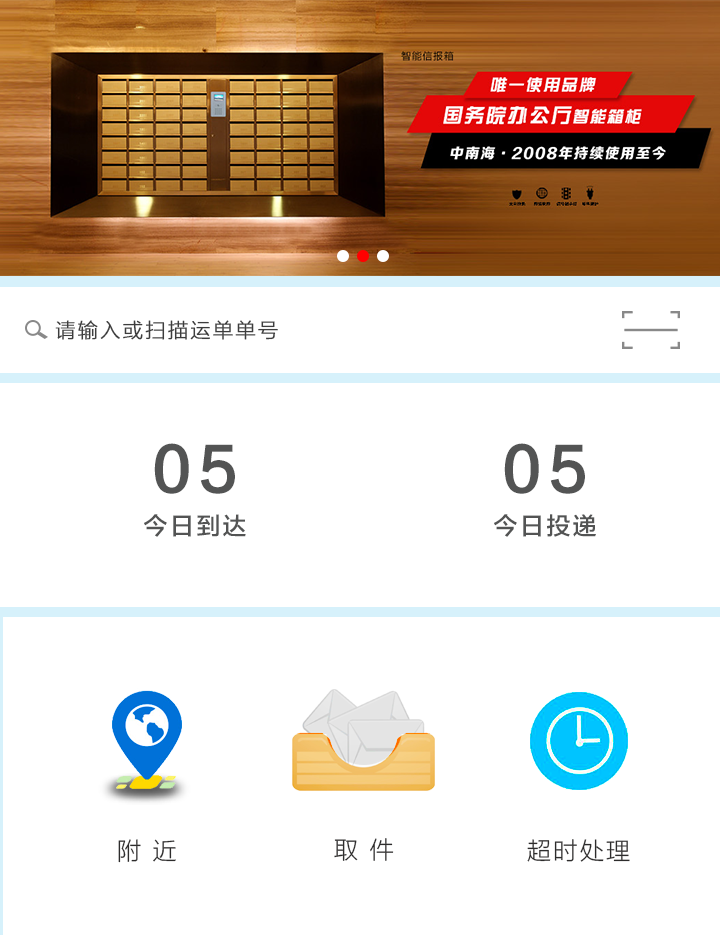 智能信报箱
唯一使用品牌
国务院办公厅智能箱柜
中南海·2008年持续使用至今
请输入或扫描运单单号
05
05
今日到达
今日投递
附近
取件
超时处理